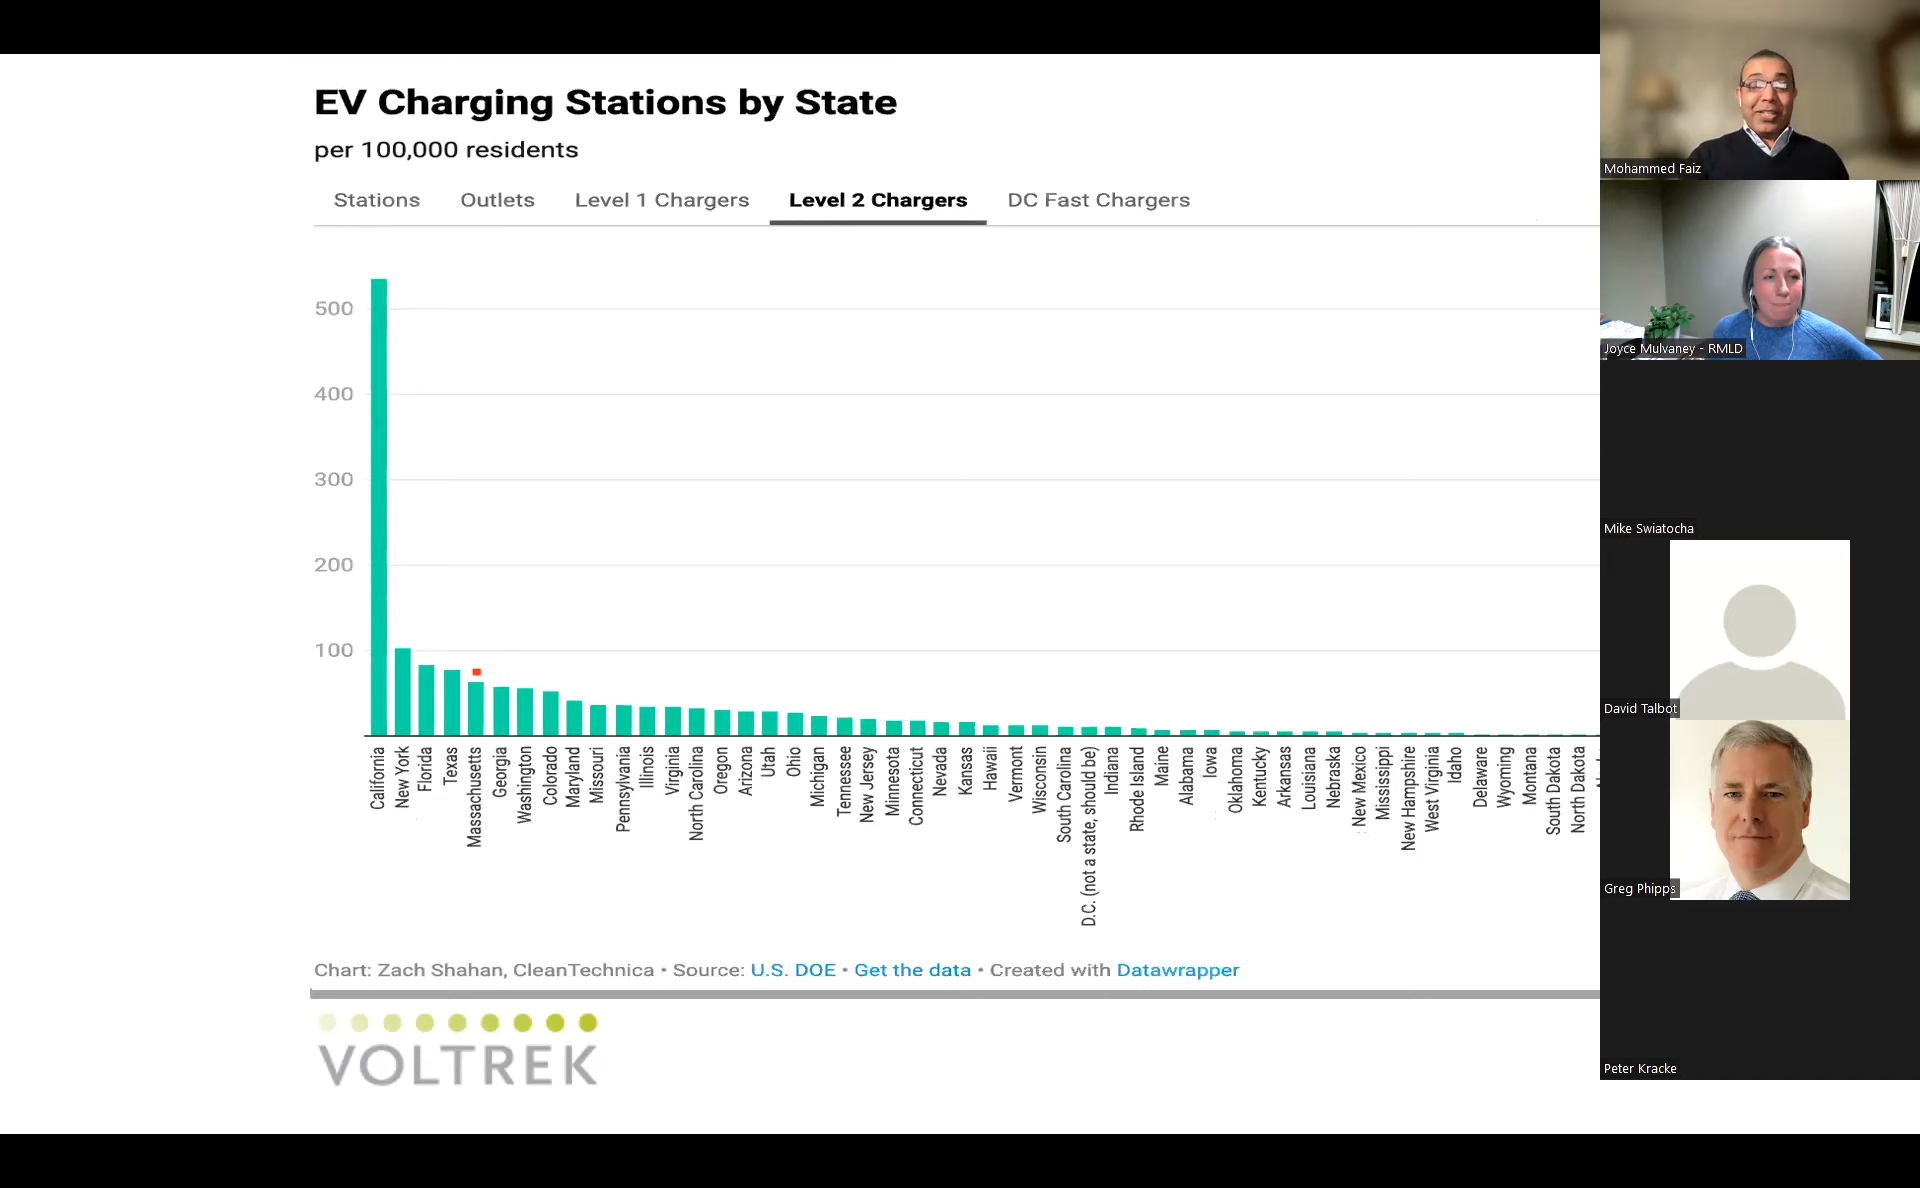 EV Charging Stations by State
per 100,000 residents
Stations Outlets Level 1 Chargers Level 2 Chargers DC Fast Chargers
500
400
300
200
100
California
New York
Florida
Texas
Massachusetts
Georgia
Washington
Colorado
Maryland
Missouri
Pennsylvania
Illinois
Virginia
North Carolina
Oregon
Arizona
Utah
Ohio
Michigan
Tennessee
New Jersey
Minnesota
Connecticut
Nevada
Kansas
Hawaii
Vermont
Wisconsin
South Carolina
D.C. (not a state, should be)
Indiana
Rhode Island
Maine
Alabama
Iowa
Oklahoma
Kentucky
Arkansas
Louisiana
Nebraska
New Mexico
Mississippi
New Hampshire
West Virginia
Idaho
Delaware
Wyoming
Montana
South Dakota
North Dakota
Chart: Zach Shahan, CleanTechnica • Source: U.S. DOE • Get the data • Created with Datawrapper
VOLTREK
Mohammed Faiz
Joyce Mulvaney - RMLD
Mike Swiatocha
David Talbot
Greg Phipps
Peter Kracke